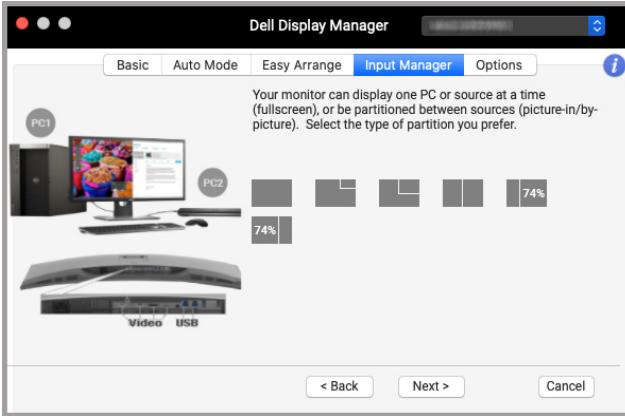 Dell Display Manager
Basic
Auto Mode
Easy Arrange
Input Manager
Options
i
Your monitor can display one PC or source at a time
(fullscreen), or be partitioned between sources (picture-in/by-
picture). Select the type of partition you prefer.
PC1
PC2
74%
74%
Video USB
< Back
Next >
Cancel